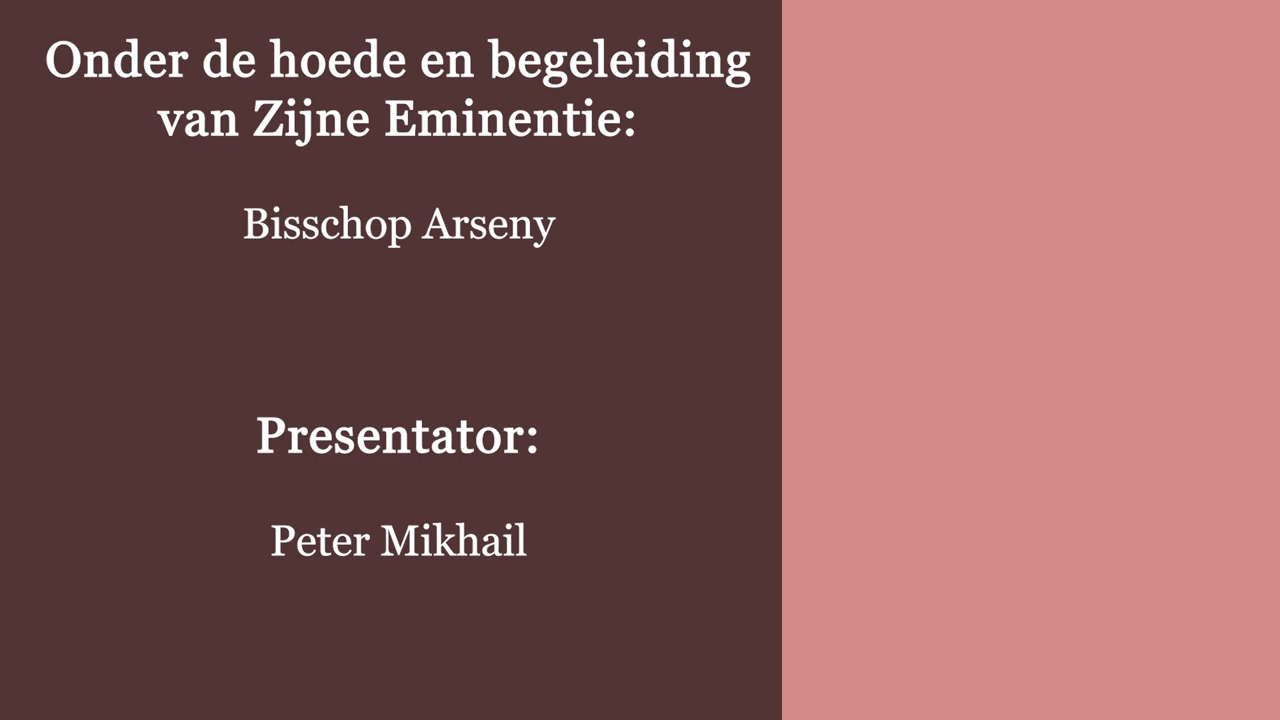 Onder de hoede en begeleiding
van Zijne Eminentie:
Bisschop Arseny
Presentator:
Peter Mikhail